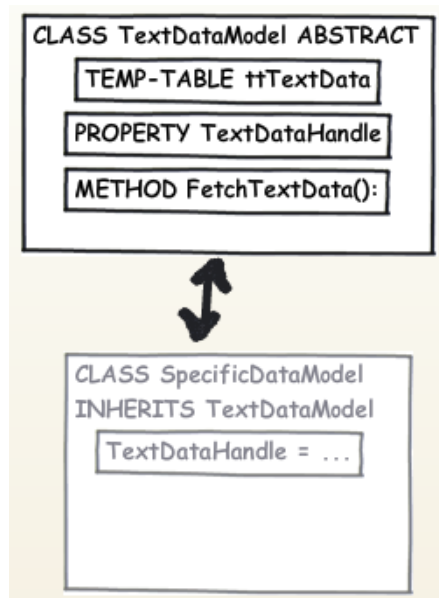 CLASS TextDataModel ABSTRACT
TEMP-TABLE ttTextData
PROPERTY TextDataHandle
METHOD FetchTextData():
CLASS SpecificDataModel
INHERITS TextDataModel
TextDataHandle = ...